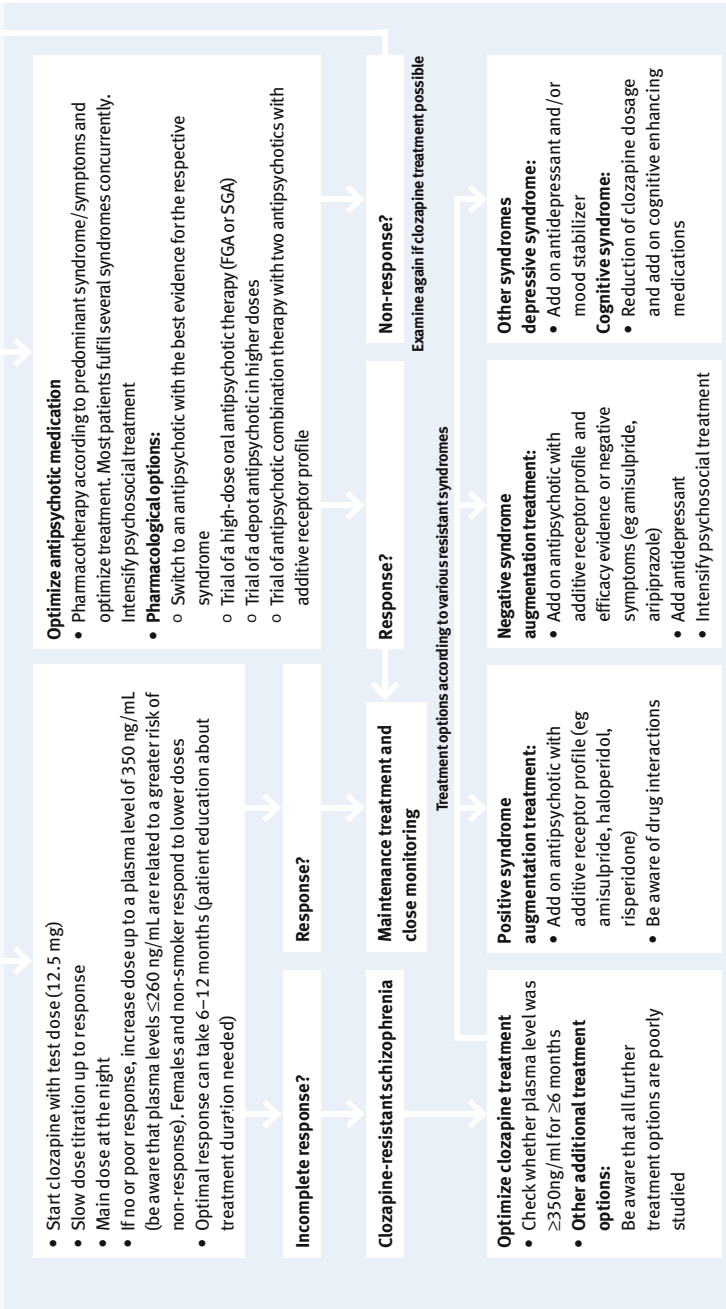 • Start clozapine with test dose (12.5 mg)
• Slow dose titration up to response
• Main dose at the night
• If no or poor response, increase dose up to a plasma level of 350 ng/mL
(be aware that plasma levels ≤260 ng/mL are related to a greater risk of
non-response). Females and non-smoker respond to lower doses
• Optimal response can take 6–12 months (patient education about
treatment duration needed)
Optimize antipsychotic medication
• Pharmacotherapy according to predominant syndrome/symptoms and
optimize treatment. Most patients fulfil several syndromes concurrently.
Intensify psychosocial treatment
• Pharmacological options:
o Switch to an antipsychotic with the best evidence for the respective
syndrome
o Trial of a high-dose oral antipsychotic therapy (FGA or SGA)
o Trial of a depot antipsychotic in higher doses
o Trial of antipsychotic combination therapy with two antipsychotics with
additive receptor profile
Incomplete response?
Response?
Clozapine-resistant schizophrenia
Maintenance treatment and
close monitoring
Response?
Non-response?
Examine again if clozapine treatment possible
Treatment options according to various resistant syndromes
Optimize clozapine treatment
• Check whether plasma level was
≥350ng/ml for ≥6 months
• Other additional treatment
options:
Be aware that all further
treatment options are poorly
studied
Positive syndrome
augmentation treatment:
• Add on antipsychotic with
additive receptor profile (eg
amisulpride, haloperidol,
risperidone)
• Be aware of drug interactions
Negative syndrome
augmentation treatment:
• Add on antipsychotic with
additive receptor profile and
efficacy evidence or negative
symptoms (eg amisulpride,
aripiprazole)
• Add antidepressant
• Intensify psychosocial treatment
Other syndromes
depressive syndrome:
• Add on antidepressant and/or
mood stabilizer
Cognitive syndrome:
• Reduction of clozapine dosage
and add on cognitive enhancing
medications